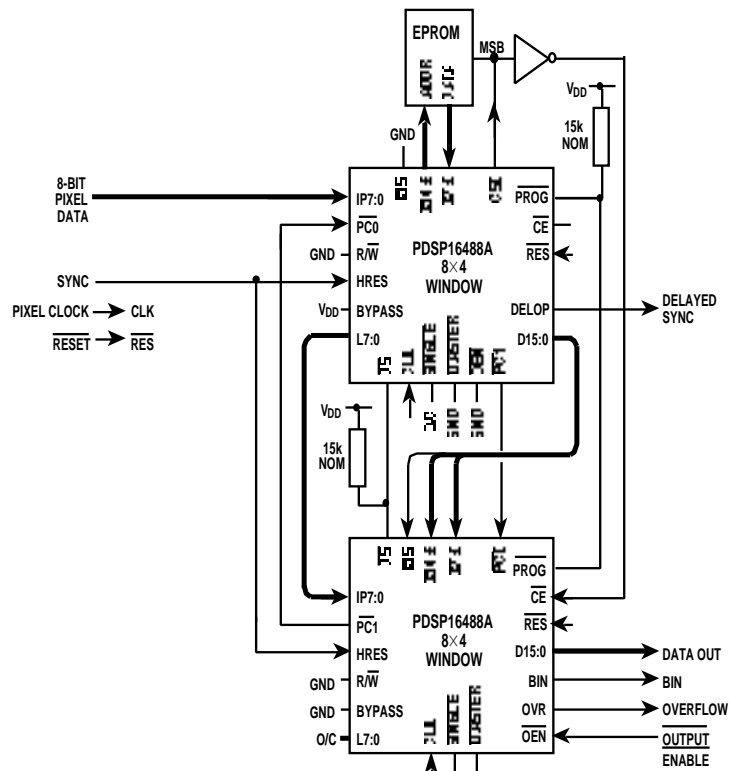 EPROM
MSB
VDD
15k
NOM
GND
8-BIT
PIXEL
DATA
IP7:0
PROG
PC0
CE
GND
R/W
PDSP16488A
8×4
WINDOW
RES
SYNC
HRES
PIXEL CLOCK
CLK
VDD
BYPASS
DELOP
DELAYED
SYNC
RESET
RES
L7:0
D15:0
VDD
15k
NOM
PROG
IP7:0
CE
PC1
PDSP16488A
8×4
WINDOW
RES
HRES
D15:0
DATA OUT
GND
R/W
BIN
BIN
GND
BYPASS
OVR
OVERFLOW
O/C
L7:0
OEN
OUTPUT
ENABLE